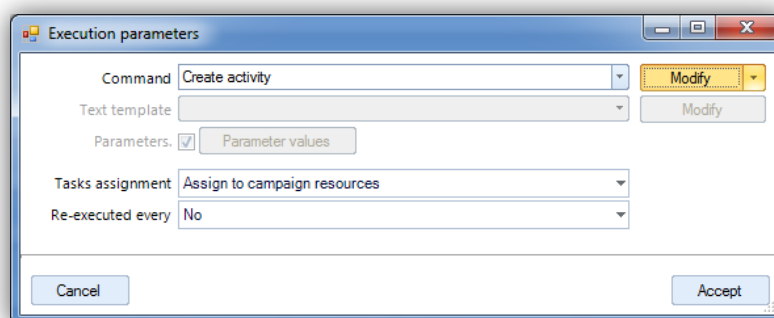 Execution parameters
Command Create activity Modify
Text template Modify
Parameters. Parameter values
Tasks assignment Assign to campaign resources
Re-executed every No
Cancel Accept